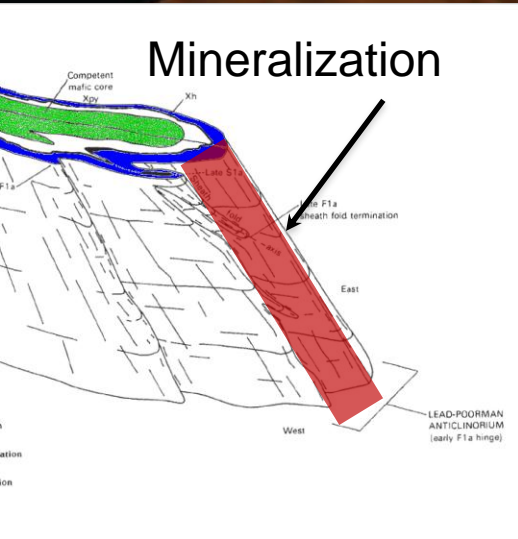 Mineralization
Competent
mafic core
Xpy
Xh
F1a
Late S1a
sheath
fold
axis
Late F1a
sheath fold termination
East
West
LEAD-POORMAN
ANTICLINORIUM
(early F1a hinge)
ation
ion